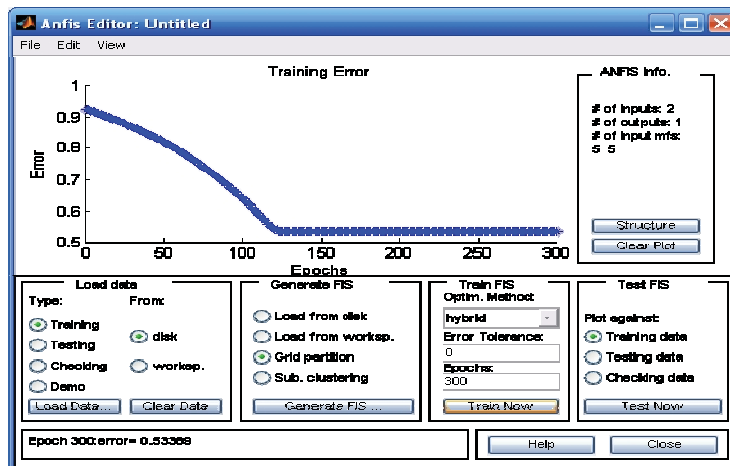 Anfis Editor: Untitled
File Edit View
Training Error
1
0.9
0.8
0.7
0.6
0.5
Error
0 50 100 150 200 250 300
Epochs
ANFIS Info.
# of inputs: 2
# of outputs: 1
# of input mfs:
5 5
Structure
Clear Plot
Load data
Type: From:
Training
Testing
Checking
Demo
disk
worksp.
Load Data... Clear Data
Generate FIS
Load from disk
Load from worksp.
Grid partition
Sub. clustering
Generate FIS ...
Train FIS
Optim. Method:
hybrid
Error Tolerance:
0
Epochs:
300
Train Now
Test FIS
Plot against:
Training data
Testing data
Checking data
Test Now
Epoch 300:error= 0.53369
Help Close